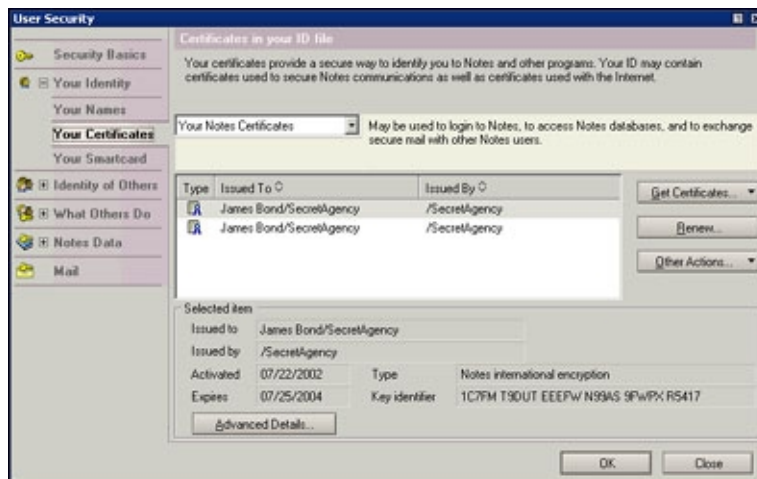 User Security
Security Basics
Your Identity
Your Names
Your Certificates
Your Smartcard
Identity of Others
What Others Do
Notes Data
Mail
Certificates in your ID file
Your certificates provide a secure way to identify you to Notes and other programs. Your ID may contain
certificates used to secure Notes communications as well as certificates used with the Internet.
Your Notes Certificates
May be used to login to Notes, to access Notes databases, and to exchange
secure mail with other Notes users.
Type Issued To Issued By
James Bond/SecretAgency /SecretAgency
James Bond/SecretAgency /SecretAgency
Get Certificates...
Renew...
Other Actions...
Selected item
Issued to James Bond/SecretAgency
Issued by /SecretAgency
Activated 07/22/2002 Type Notes international encryption
Expires 07/25/2004 Key identifier 1C7FM T9DUT EEEFW N99AS 9FWPX R5417
Advanced Details...
OK Close